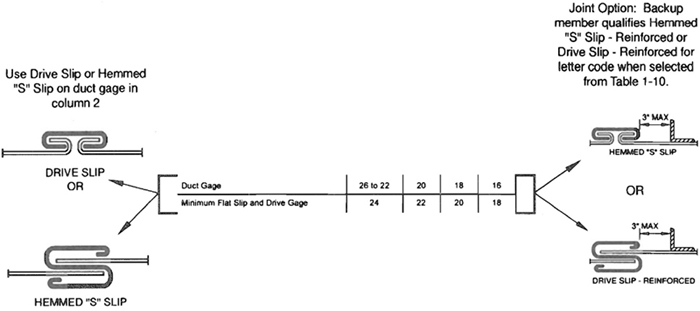 Joint Option: Backup
member qualifies Hemmed
"S" Slip - Reinforced or
Drive Slip - Reinforced for
letter code when selected
from Table 1-10.
Use Drive Slip or Hemmed
"S" Slip on duct gage in
column 2
3" MAX
HEMMED "S" SLIP
DRIVE SLIP
OR
Duct Gage 26 to 22 20 18 16
Minimum Flat Slip and Drive Gage 24 22 20 18
OR
3" MAX
HEMMED "S" SLIP
DRIVE SLIP - REINFORCED